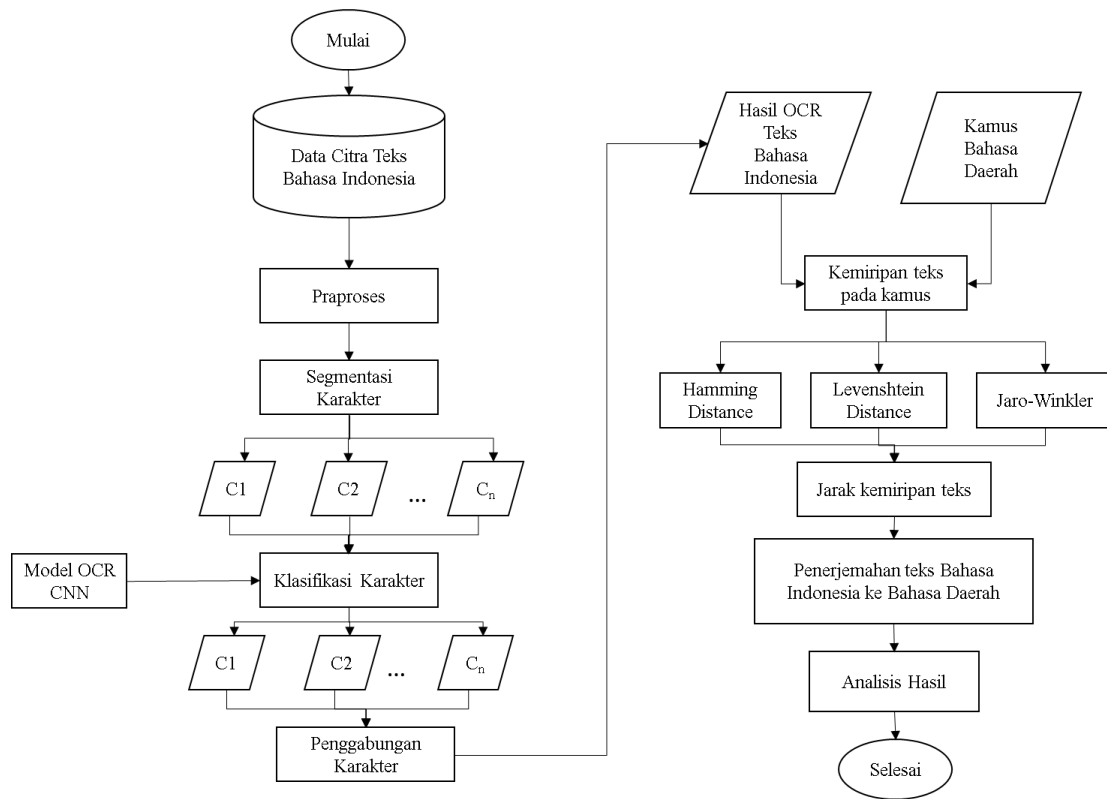 Mulai
Data Citra Teks
Bahasa Indonesia
Praproses
Segmentasi
Karakter
C1
C2
...
Cn
Model OCR
CNN
Klasifikasi Karakter
C1
C2
...
Cn
Penggabungan
Karakter
Hasil OCR
Teks
Bahasa
Indonesia
Kamus
Bahasa
Daerah
Kemiripan teks
pada kamus
Hamming
Distance
Levenshtein
Distance
Jaro-Winkler
Jarak kemiripan teks
Penerjemahan teks Bahasa
Indonesia ke Bahasa Daerah
Analisis Hasil
Selesai